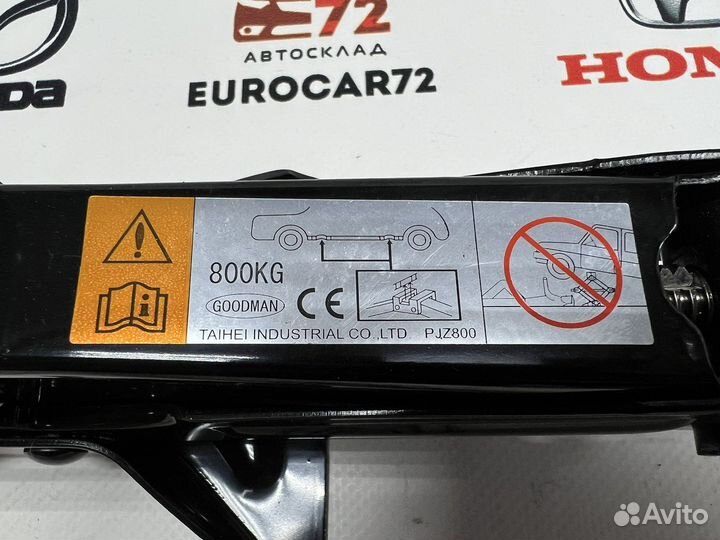 72
АВТОСКЛАД
EUROCAR72
DA
HON
800KG
GOODMAN
CE
TAIHEI INDUSTRIAL CO.,LTD PJZ800
Avito